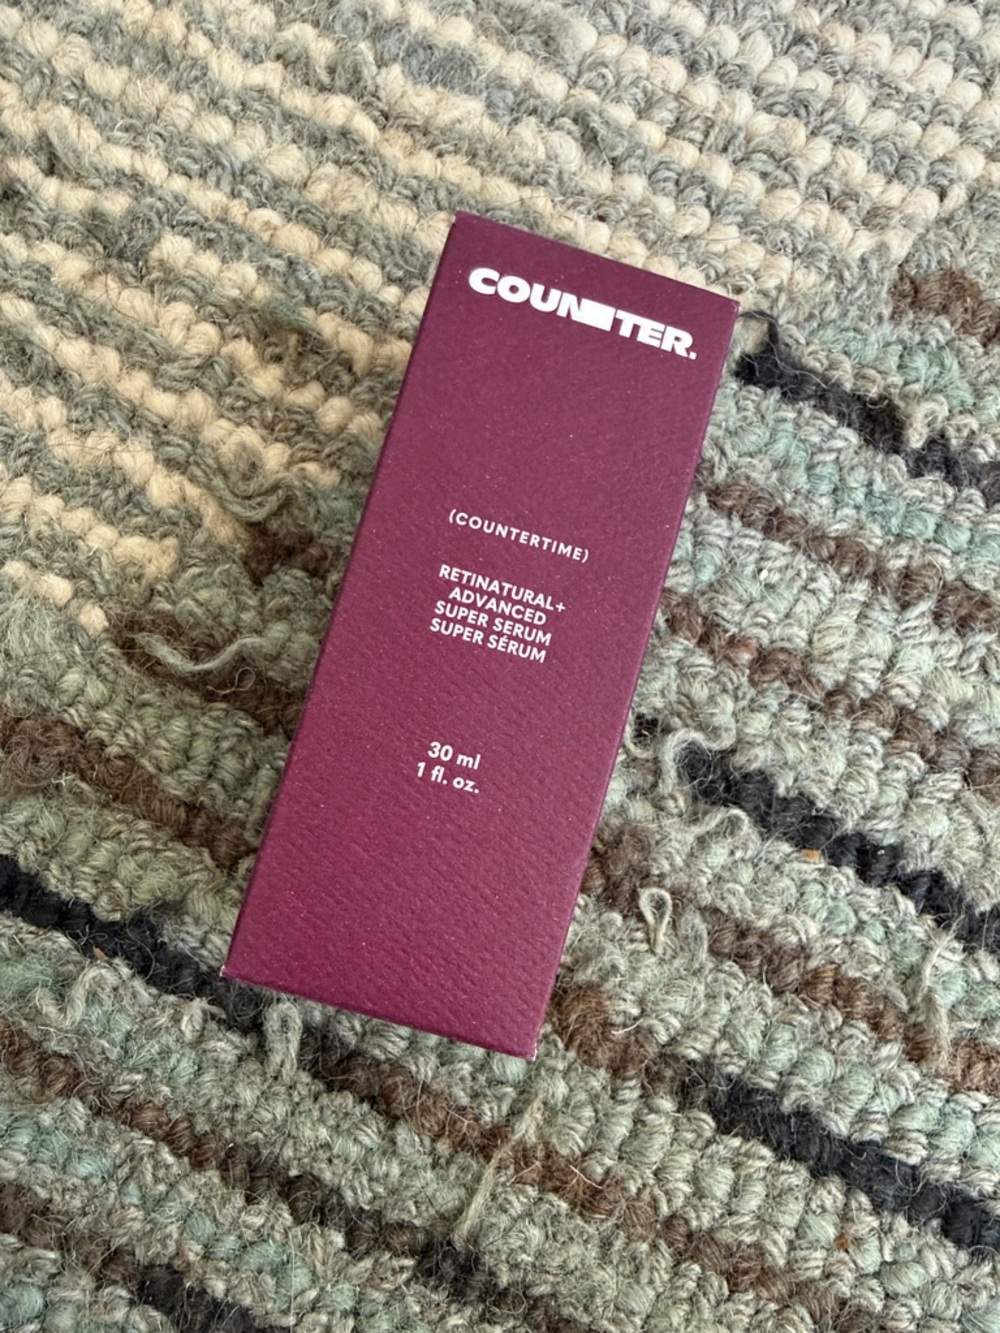 COUNTER.
(COUNTERTIME)
RETINATURAL+
ADVANCED
SUPER SERUM
SUPER SÉRUM
30 ml
1 fl. oz.